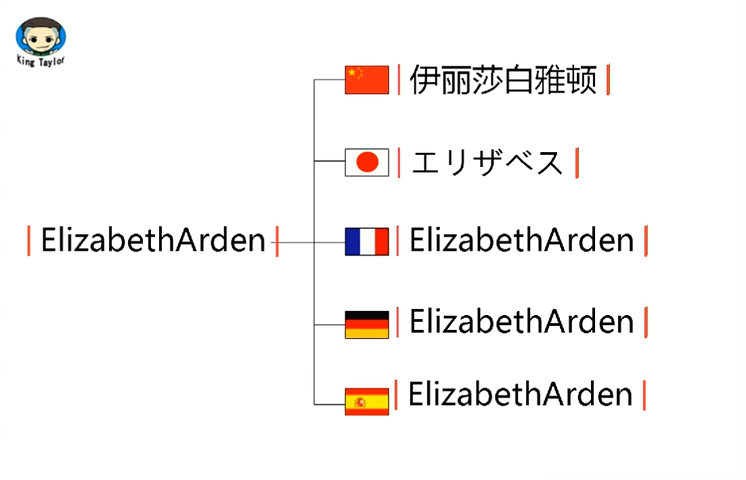 King Taylor
伊丽莎白雅顿
エリザベス
ElizabethArden
ElizabethArden
ElizabethArden
ElizabethArden